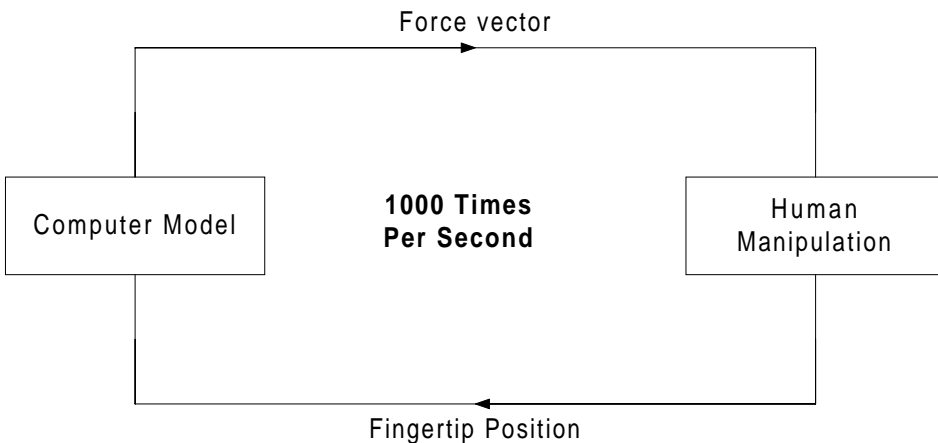 Force vector
Computer Model
1000 Times
Per Second
Human
Manipulation
Fingertip Position